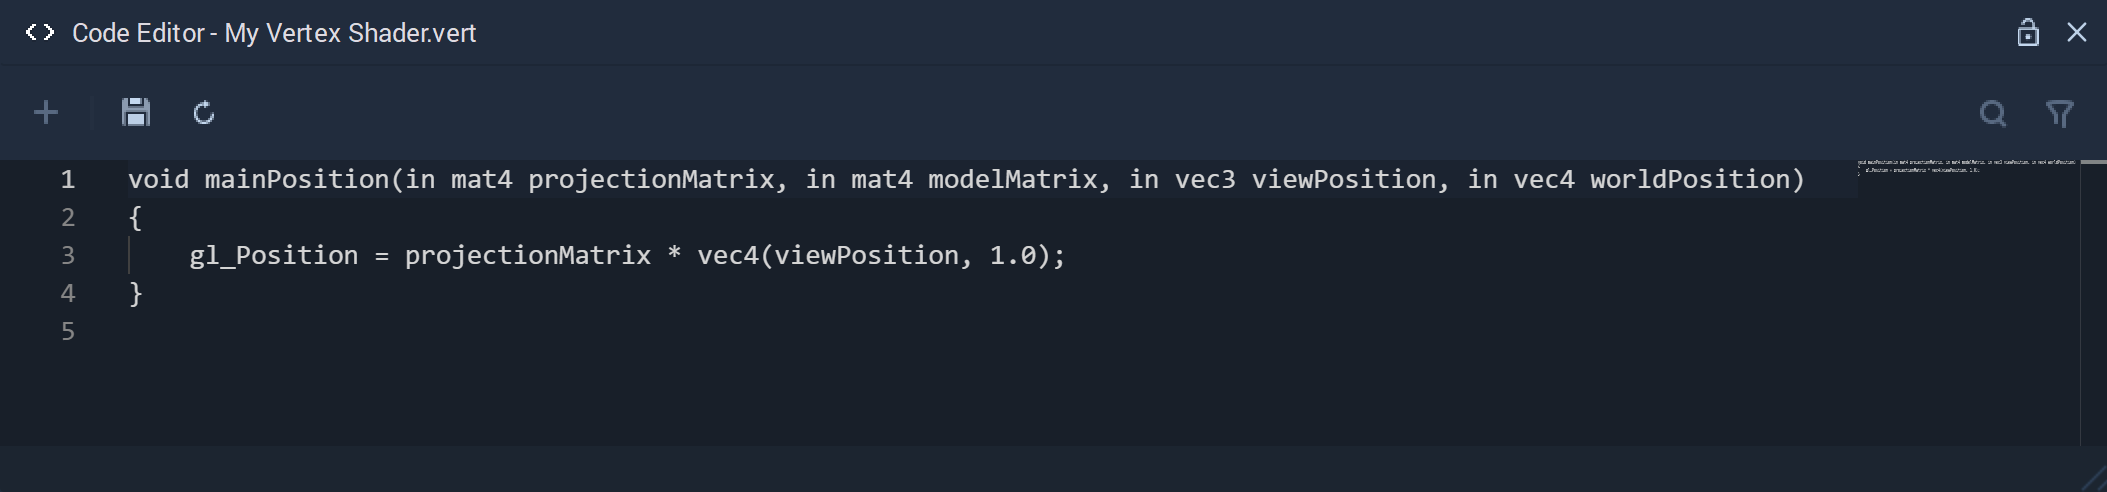 Code Editor - My Vertex Shader.vert
1 void mainPosition(in mat4 projectionMatrix, in mat4 modelMatrix, in vec3 viewPosition, in vec4 worldPosition)
2 {
3     gl_Position = projectionMatrix * vec4(viewPosition, 1.0);
4 }
5